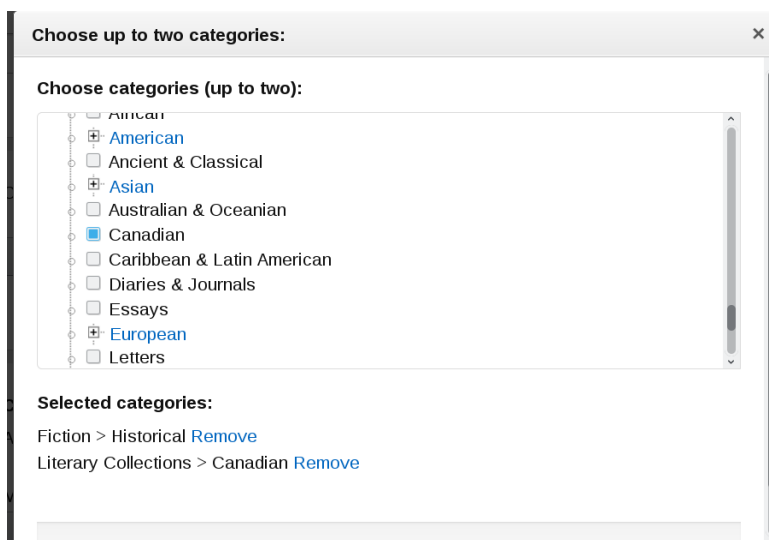 Choose up to two categories:
Choose categories (up to two):
African
American
Ancient & Classical
Asian
Australian & Oceanian
Canadian
Caribbean & Latin American
Diaries & Journals
Essays
European
Letters
Selected categories:
Fiction > Historical Remove
Literary Collections > Canadian Remove